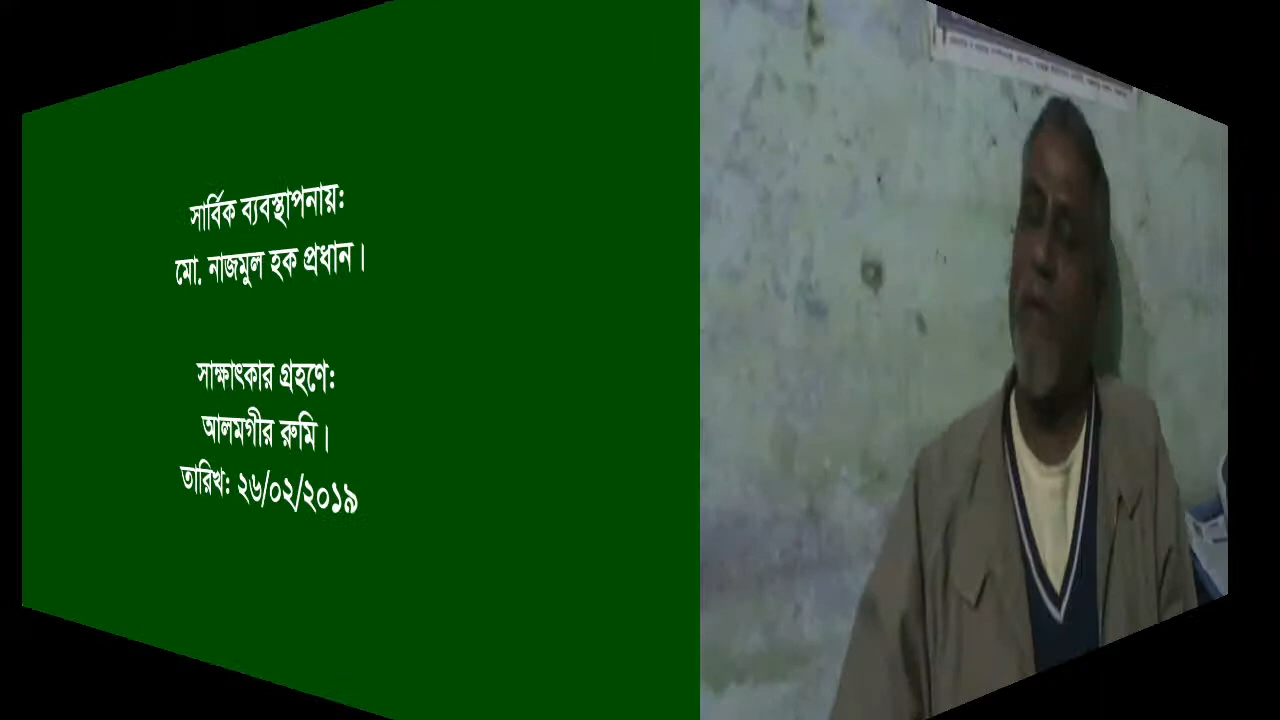 সার্বিক ব্যবস্থাপনায়:
মো. নাজমুল হক প্রধান।
সাক্ষাৎকার গ্রহণে:
আলমগীর রুমি।
তারিখ: ২৬/০২/২০১৯